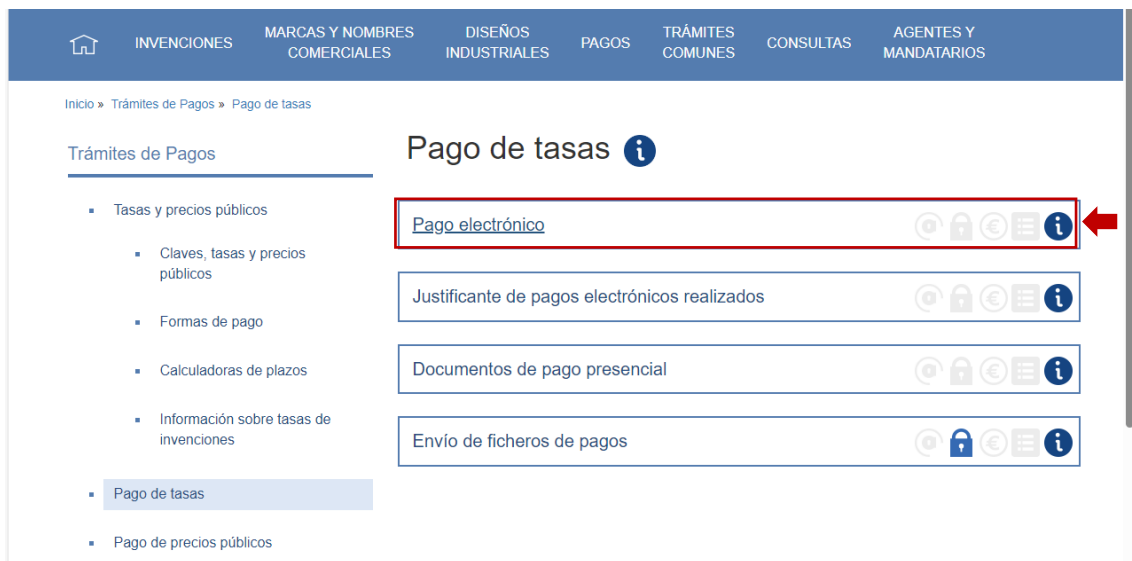 INVENCIONES
MARCAS Y NOMBRES
COMERCIALES
DISEÑOS
INDUSTRIALES
PAGOS
TRÁMITES
COMUNES
CONSULTAS
AGENTES Y
MANDATARIOS
Inicio » Trámites de Pagos » Pago de tasas
Trámites de Pagos
Tasas y precios públicos
Claves, tasas y precios
públicos
Formas de pago
Calculadoras de plazos
Información sobre tasas de
invenciones
Pago de tasas
Pago de precios públicos
Pago de tasas
Pago electrónico
Justificante de pagos electrónicos realizados
Documentos de pago presencial
Envío de ficheros de pagos